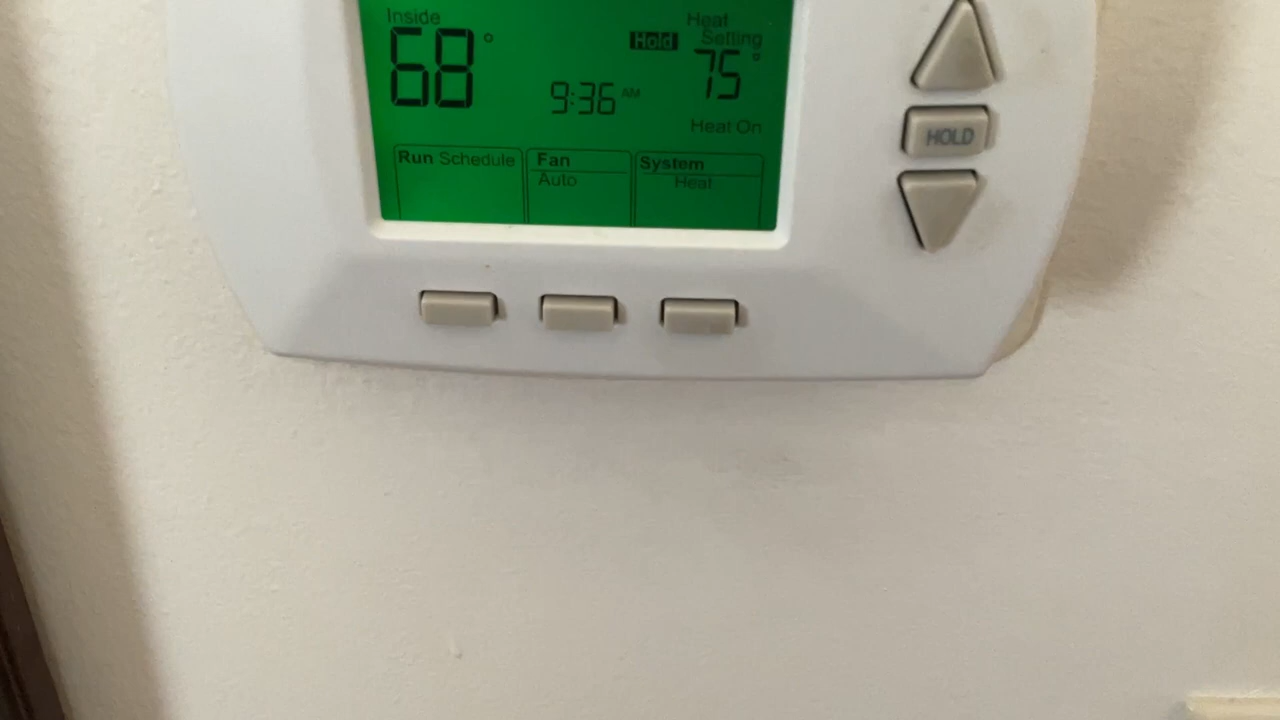 Inside
68°
Hold
Heat
Setting
75°
9:36 AM
Heat On
Run Schedule
Fan
Auto
System
Heat
HOLD